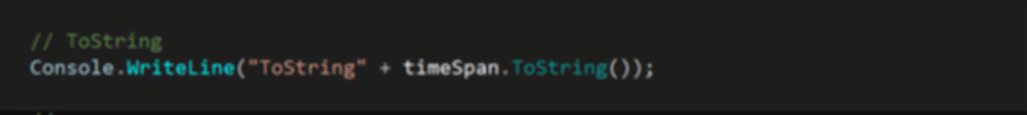 // ToString
Console.WriteLine("ToString" + timeSpan.ToString());